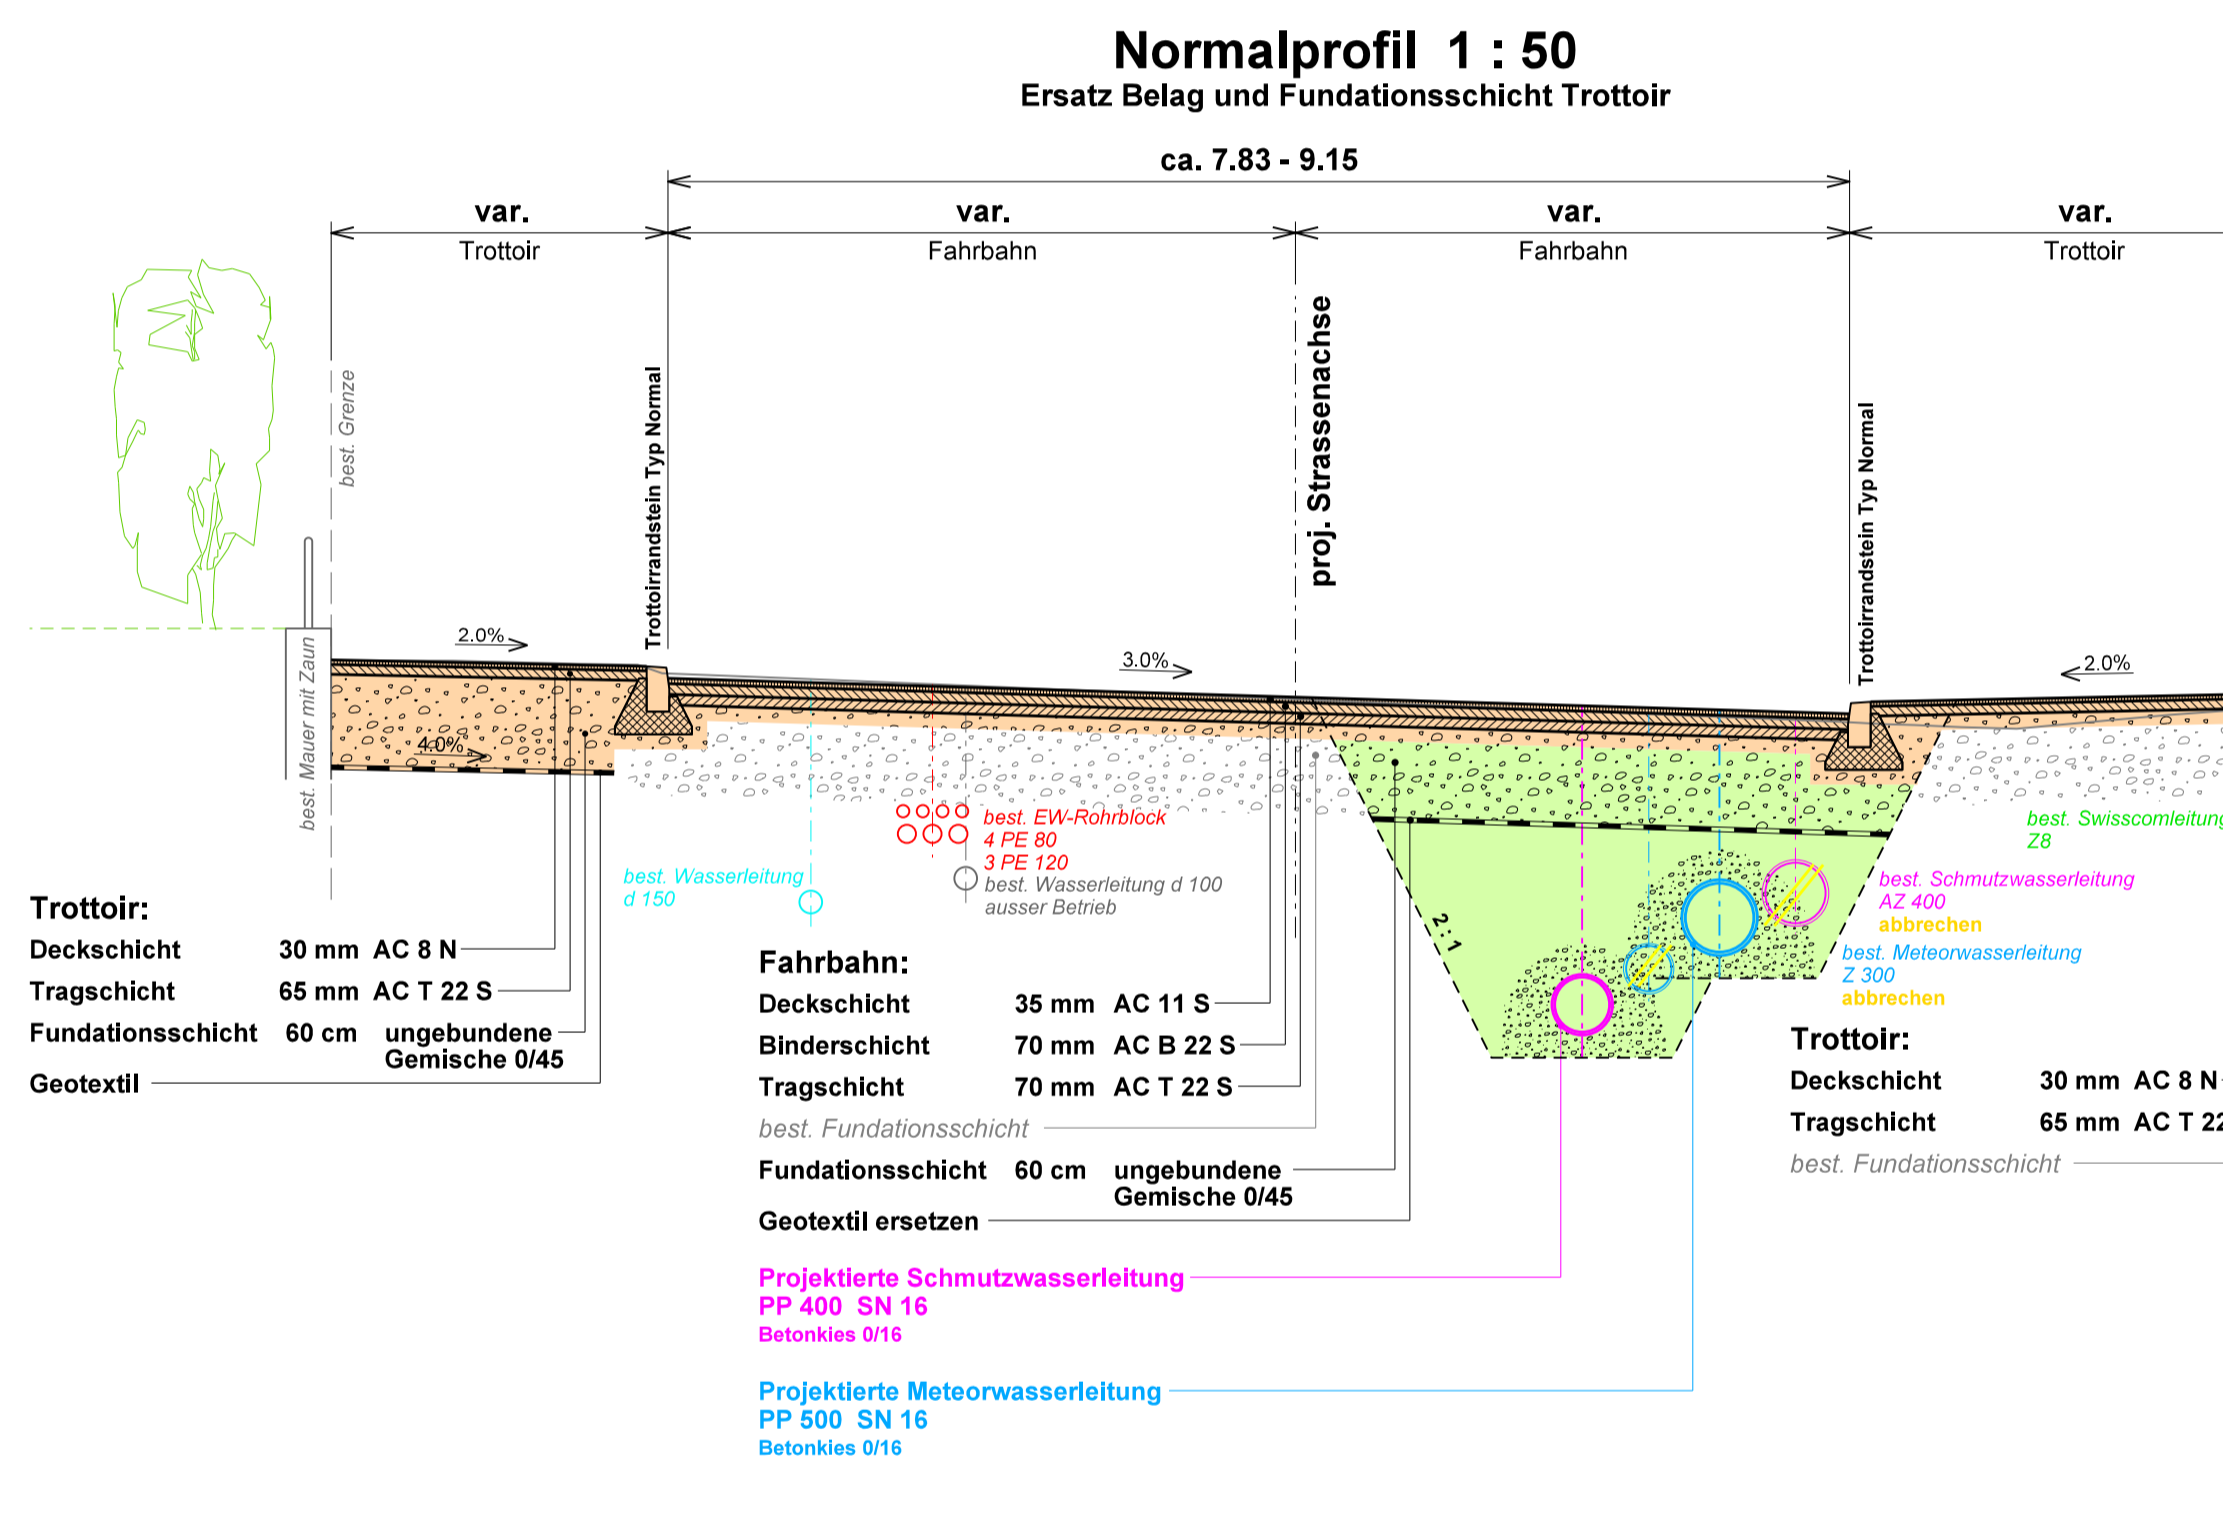 Normalprofil 1 : 50
Ersatz Belag und Fundationsschicht Trottoir
ca. 7.83 - 9.15
var.
var.
var.
var.
Trottoir
Fahrbahn
Fahrbahn
Trottoir
best. Grenze
Trottoirrandstein Typ Normal
proj. Strassenachse
Trottoirrandstein Typ Normal
best. Mauer mit Zaun
2.0%
3.0%
2.0%
4.0%
best. EW-Rohrblock
4 PE 80
3 PE 120
best. Wasserleitung d 100
ausser Betrieb
best. Wasserleitung
d 150
2 : 1
best. Swisscomleitung
Z8
best. Schmutzwasserleitung
AZ 400
abbrechen
best. Meteorwasserleitung
Z 300
abbrechen
Trottoir:
Deckschicht 30 mm AC 8 N
Tragschicht 65 mm AC T 22 S
Fundationsschicht 60 cm ungebundene
Gemische 0/45
Geotextil
Fahrbahn:
Deckschicht 35 mm AC 11 S
Binderschicht 70 mm AC B 22 S
Tragschicht 70 mm AC T 22 S
best. Fundationsschicht
Fundationsschicht 60 cm ungebundene
Gemische 0/45
Geotextil ersetzen
Projektierte Schmutzwasserleitung
PP 400 SN 16
Betonkies 0/16
Projektierte Meteorwasserleitung
PP 500 SN 16
Betonkies 0/16
Trottoir:
Deckschicht 30 mm AC 8 N
Tragschicht 65 mm AC T 22
best. Fundationsschicht